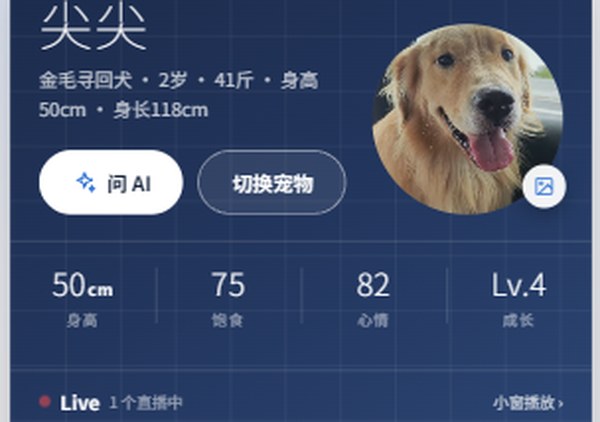 尖尖
金毛寻回犬 • 2岁 • 41斤 • 身高
50cm • 身长118cm
问 AI
切换宠物
50cm 75 82 Lv.4
身高 饱食 心情 成长
Live 1个直播中 小窗播放 ›